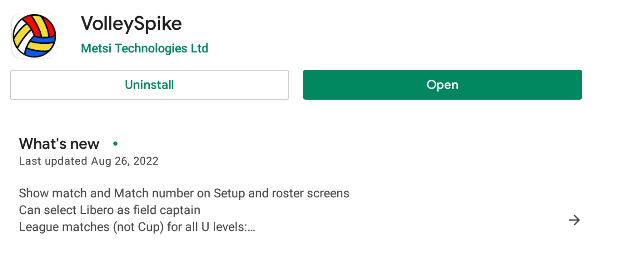 VolleySpike
Metsi Technologies Ltd
Uninstall
Open
What's new
Last updated Aug 26, 2022
Show match and Match number on Setup and roster screens
Can select Libero as field captain
League matches (not Cup) for all U levels:...